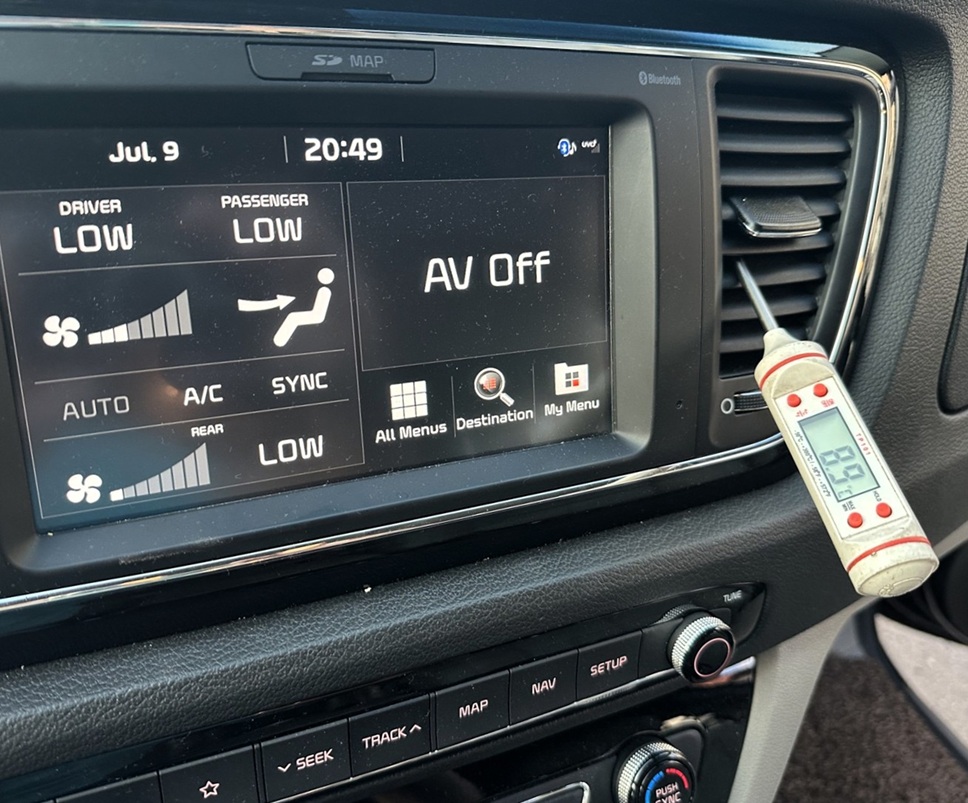 SD MAP
Bluetooth
Jul. 9
20:49
DRIVER
LOW
PASSENGER
LOW
AUTO
A/C
SYNC
REAR
LOW
AV Off
All Menus
Destination
My Menu
TP101
8.9
°C
TUNE
SEEK
TRACK
MAP
NAV
SETUP
PUSH
SYNC